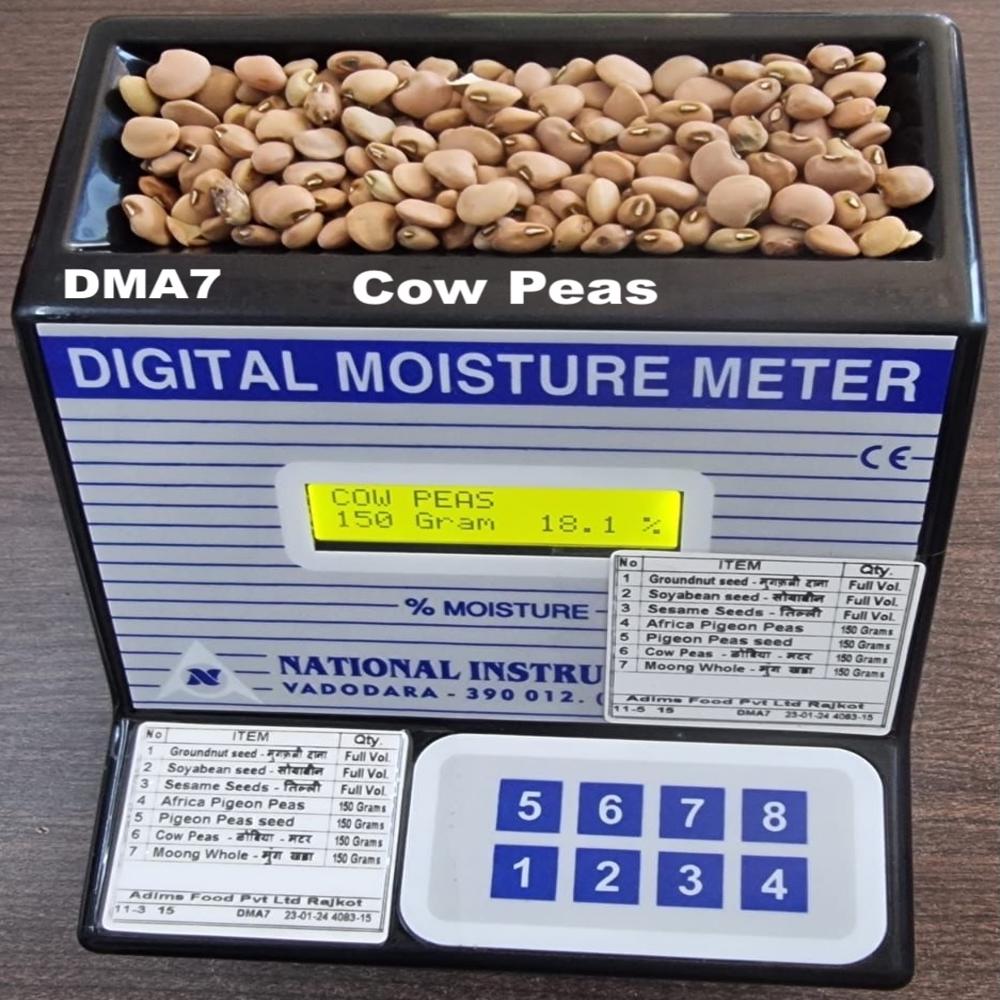 DMA7 Cow Peas
DIGITAL MOISTURE METER
CE
COW PEAS
150 Gram 18.1 %
% MOISTURE
No ITEM Qty.
1 Groundnut seed - मुगफ़ली दाना Full Vol.
2 Soyabean seed - सोयाबीन Full Vol.
3 Sesame Seeds - तिल्ली Full Vol.
4 Africa Pigeon Peas 150 Grams
5 Pigeon Peas seed 150 Grams
6 Cow Peas - - मटर 150 Grams
7 Moong Whole - मुंग खडा 150 Grams
Adims Food Pvt Ltd Rajkot
11-5 15 DMA7 23-01-24 4083-15
N
NATIONAL INSTRU
VADODARA - 390 012. (
No ITEM Qty.
1 Groundnut seed - मुगफ़ली दाना Full Vol.
2 Soyabean seed - सोयाबीन Full Vol.
3 Sesame Seeds - तिल्ली Full Vol.
4 Africa Pigeon Peas 150 Grams
5 Pigeon Peas seed 150 Grams
6 Cow Peas - - मटर 150 Grams
7 Moong Whole - मुंग खडा 150 Grams
Adims Food Pvt Ltd Rajkot
11-3 15 DMA7 23-01-24 4083-15
5 6 7 8
1 2 3 4